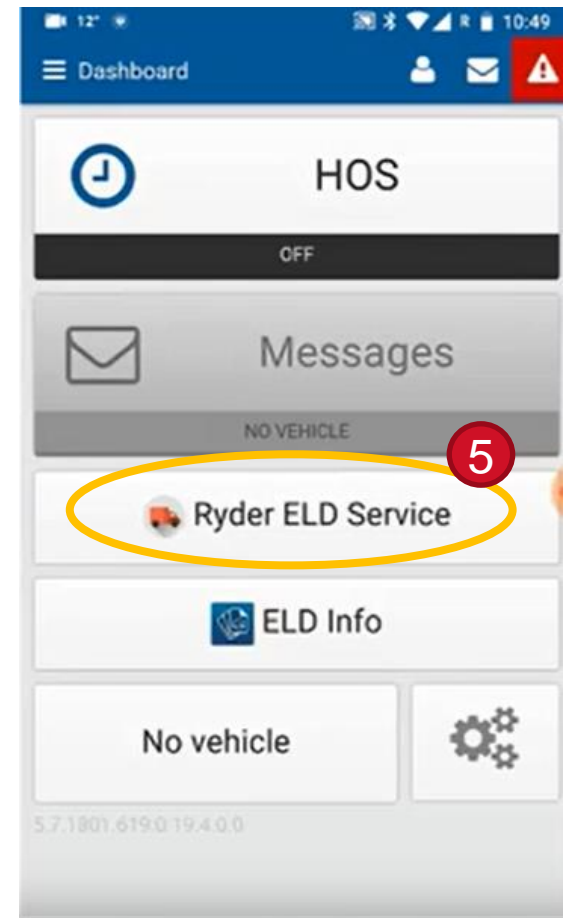 12° R 10:49
Dashboard
HOS
OFF
Messages
NO VEHICLE
5
Ryder ELD Service
ELD Info
No vehicle
5.7.1801.619.0 19.4.0.0